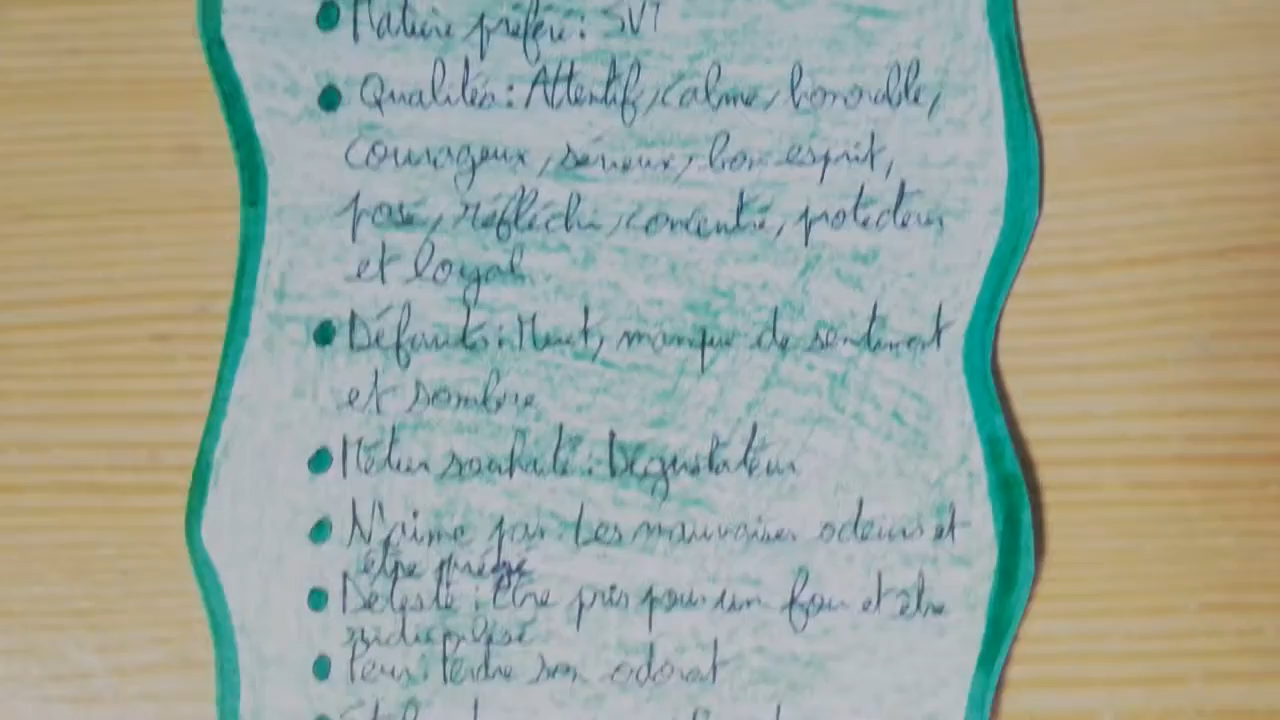 Matière préféré : SVT
Qualités : Attentif, calme, honorable,
courageux, sérieux, bon esprit,
posé, réfléchi, concentré, protecteur
et loyal
Défauts : Muet, manque de sentiment
et sombre
Métier souhaité : Dégustateur
N'aime pas : Les mauvaises odeurs et
être piégé
Déteste : Être pris pour un fou et être
ridiculisé
Peur : Perdre son odorat